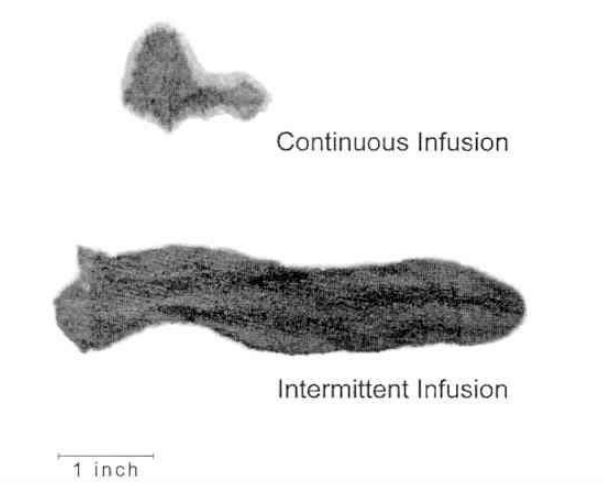 Continuous Infusion
Intermittent Infusion
1 inch